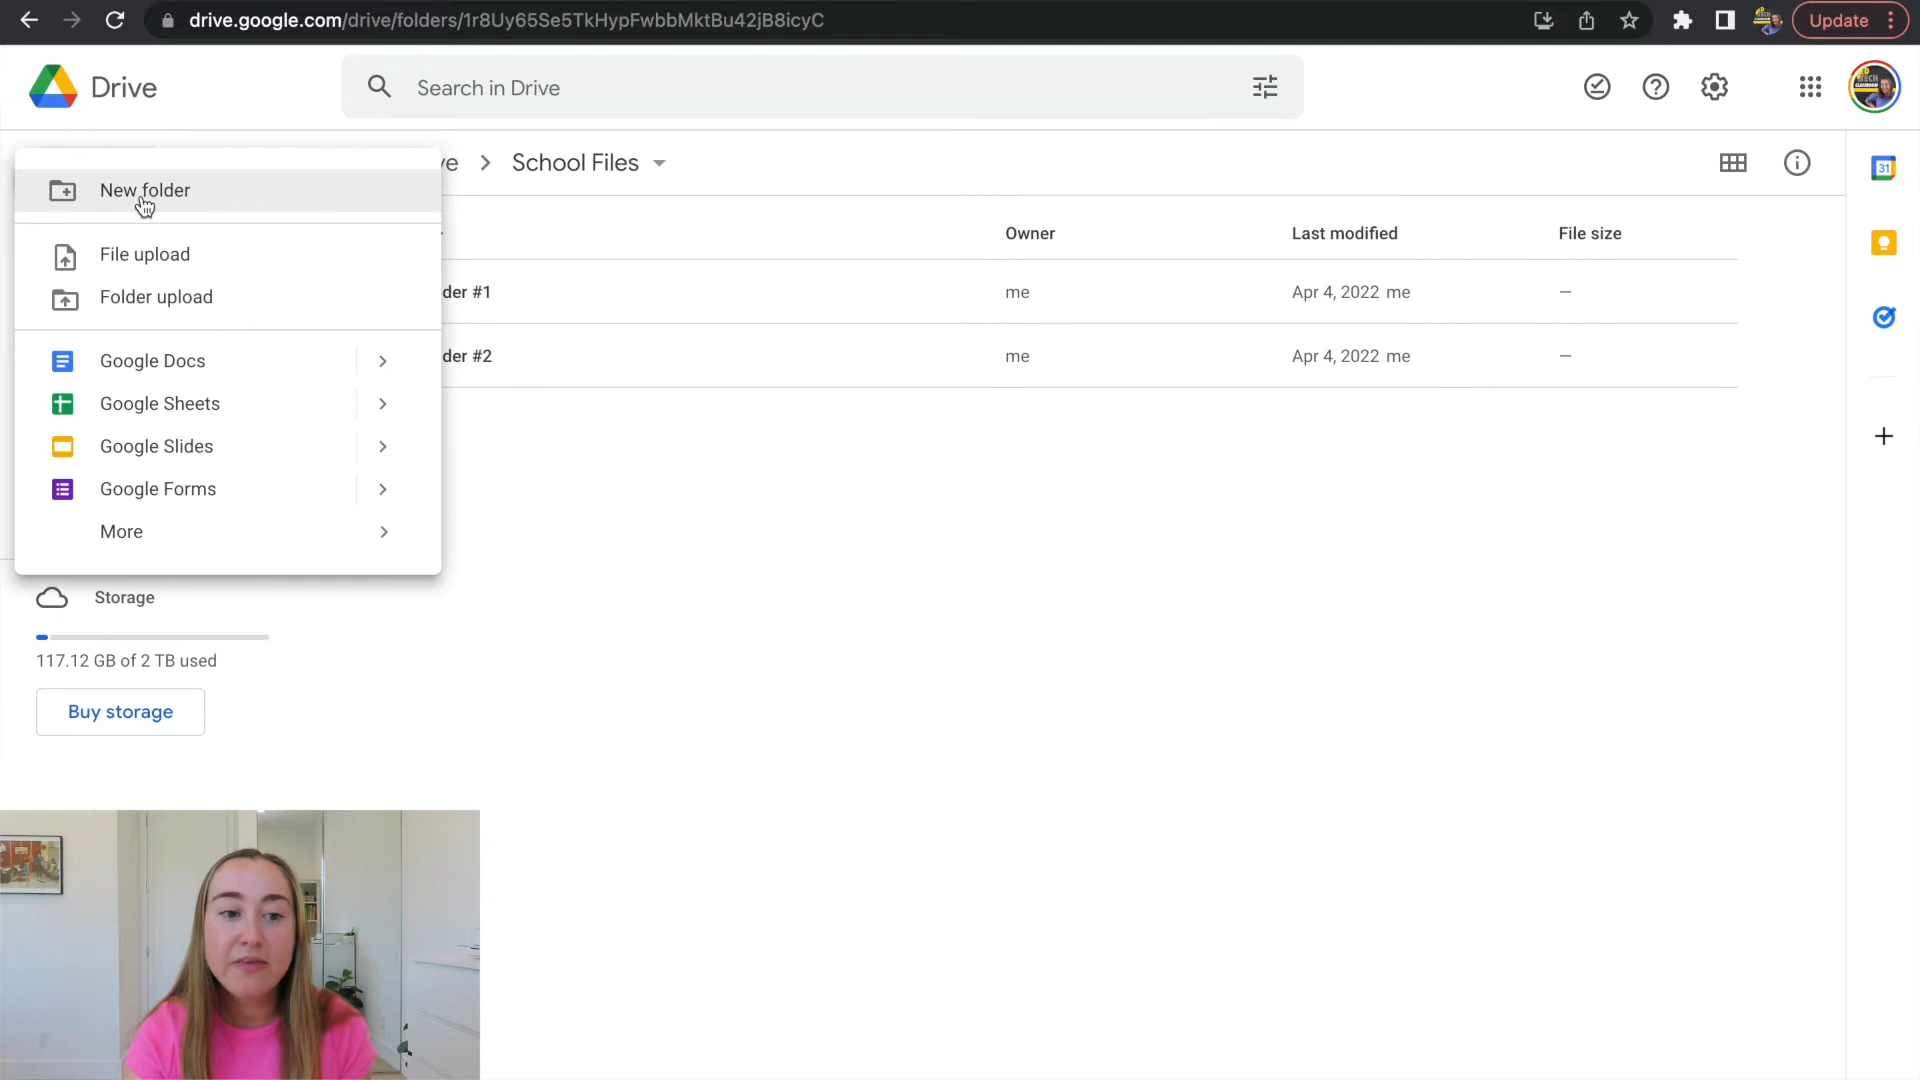 drive.google.com/drive/folders/1r8Uy65Se5TkHypFwbbMktBu42jB8icyC
Update
Drive
Search in Drive
ve > School Files
New folder
File upload
Folder upload
Google Docs
Google Sheets
Google Slides
Google Forms
More
Owner Last modified File size
der #1 me Apr 4, 2022 me –
der #2 me Apr 4, 2022 me –
Storage
117.12 GB of 2 TB used
Buy storage
31